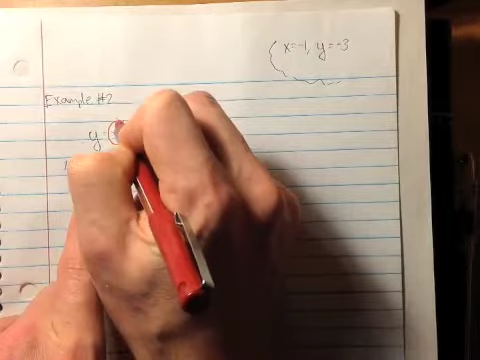 x=-1, y=-3
Example #2
y=